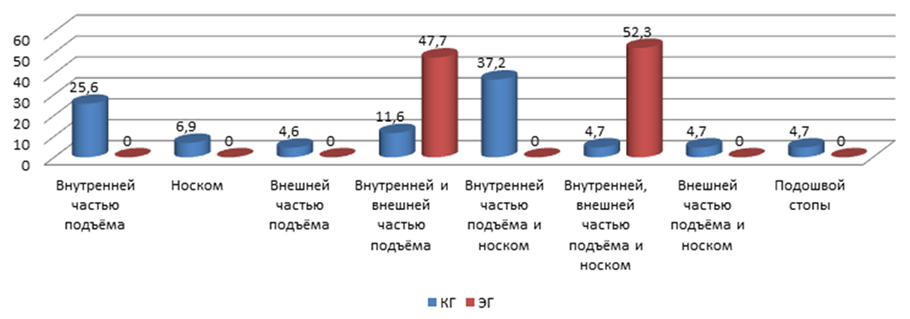 60
50
40
30
20
10
0
25,6
0
6,9
0
4,6
0
11,6
47,7
37,2
0
4,7
52,3
4,7
0
4,7
0
Внутренней
частью
подъёма
Носком
Внешней
частью
подъёма
Внутренней и
внешней
частью
подъёма
Внутренней
частью
подъёма и
носком
Внутренней,
внешней
частью
подъёма и
носком
Внешней
частью
подъёма и
носком
Подошвой
стопы
КГ
ЭГ